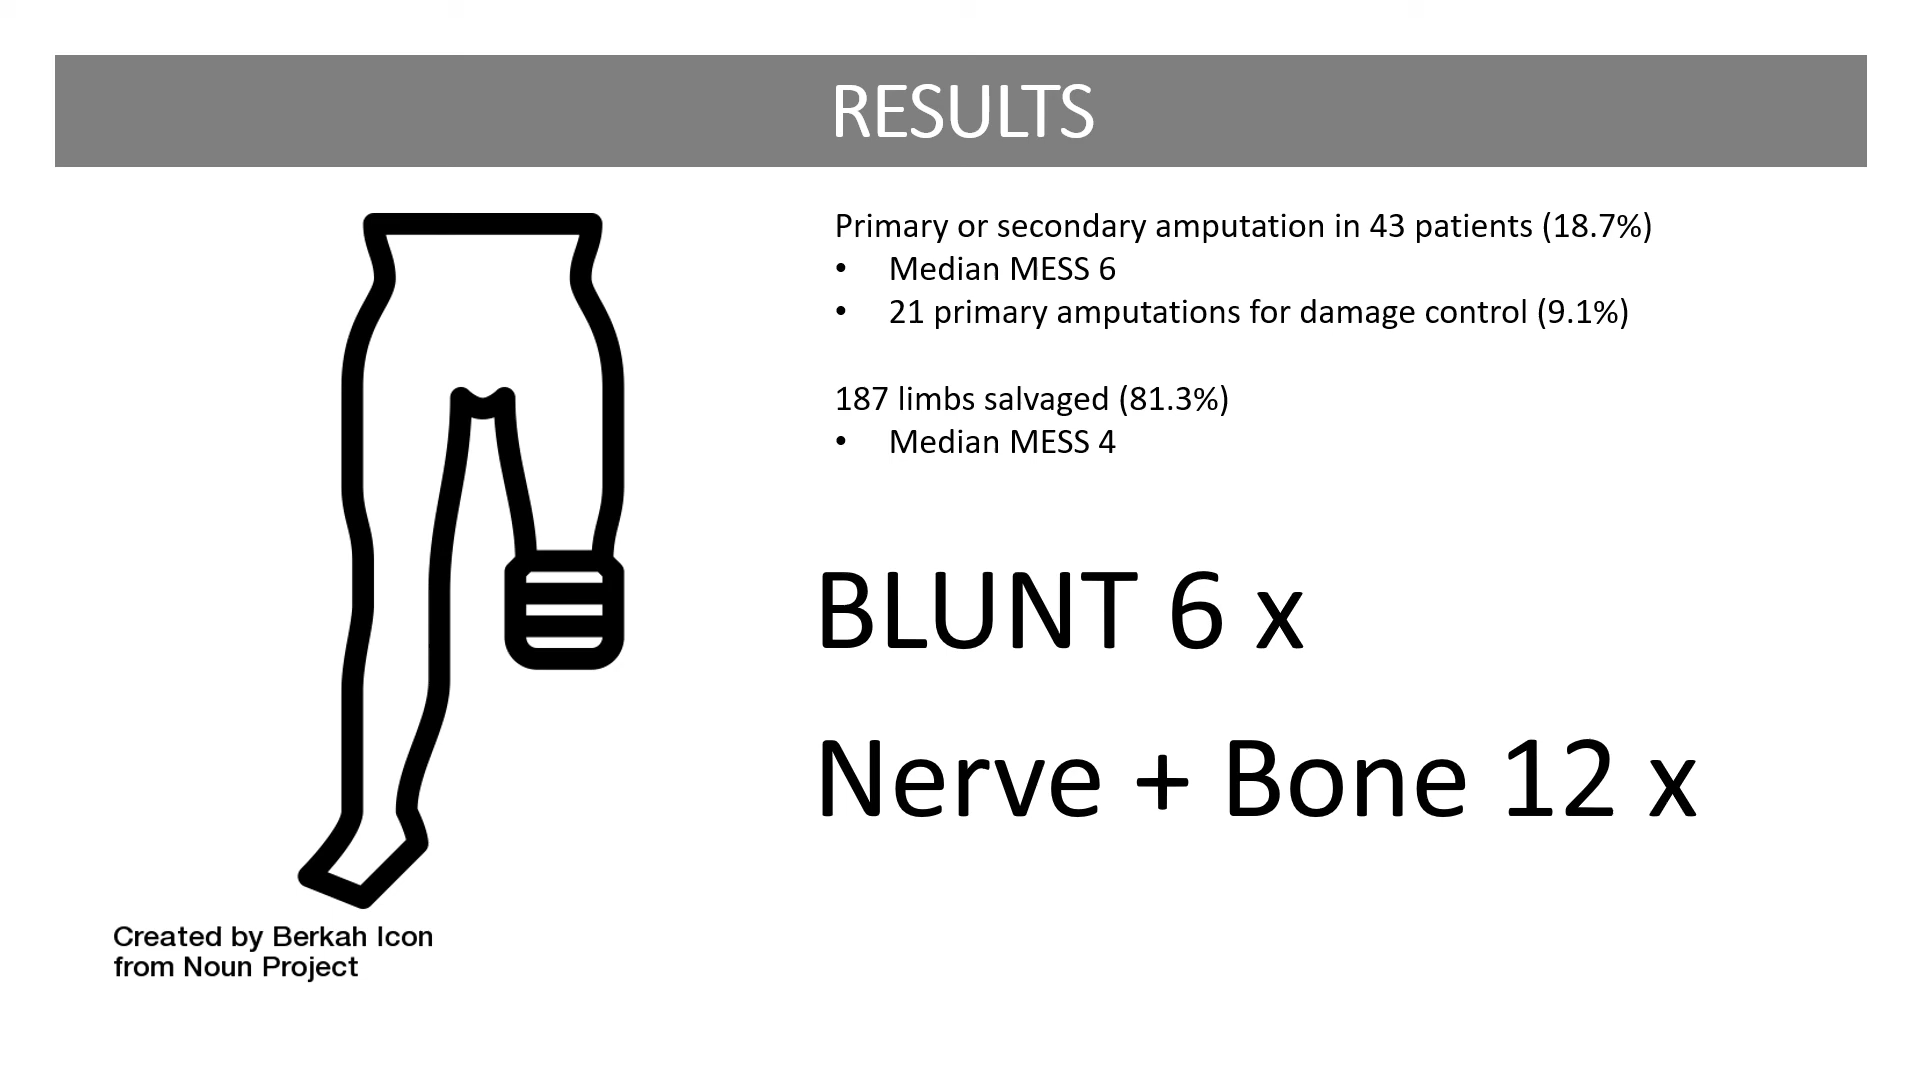 RESULTS
Primary or secondary amputation in 43 patients (18.7%)
• Median MESS 6
• 21 primary amputations for damage control (9.1%)
187 limbs salvaged (81.3%)
• Median MESS 4
BLUNT 6 x
Nerve + Bone 12 x
Created by Berkah Icon
from Noun Project